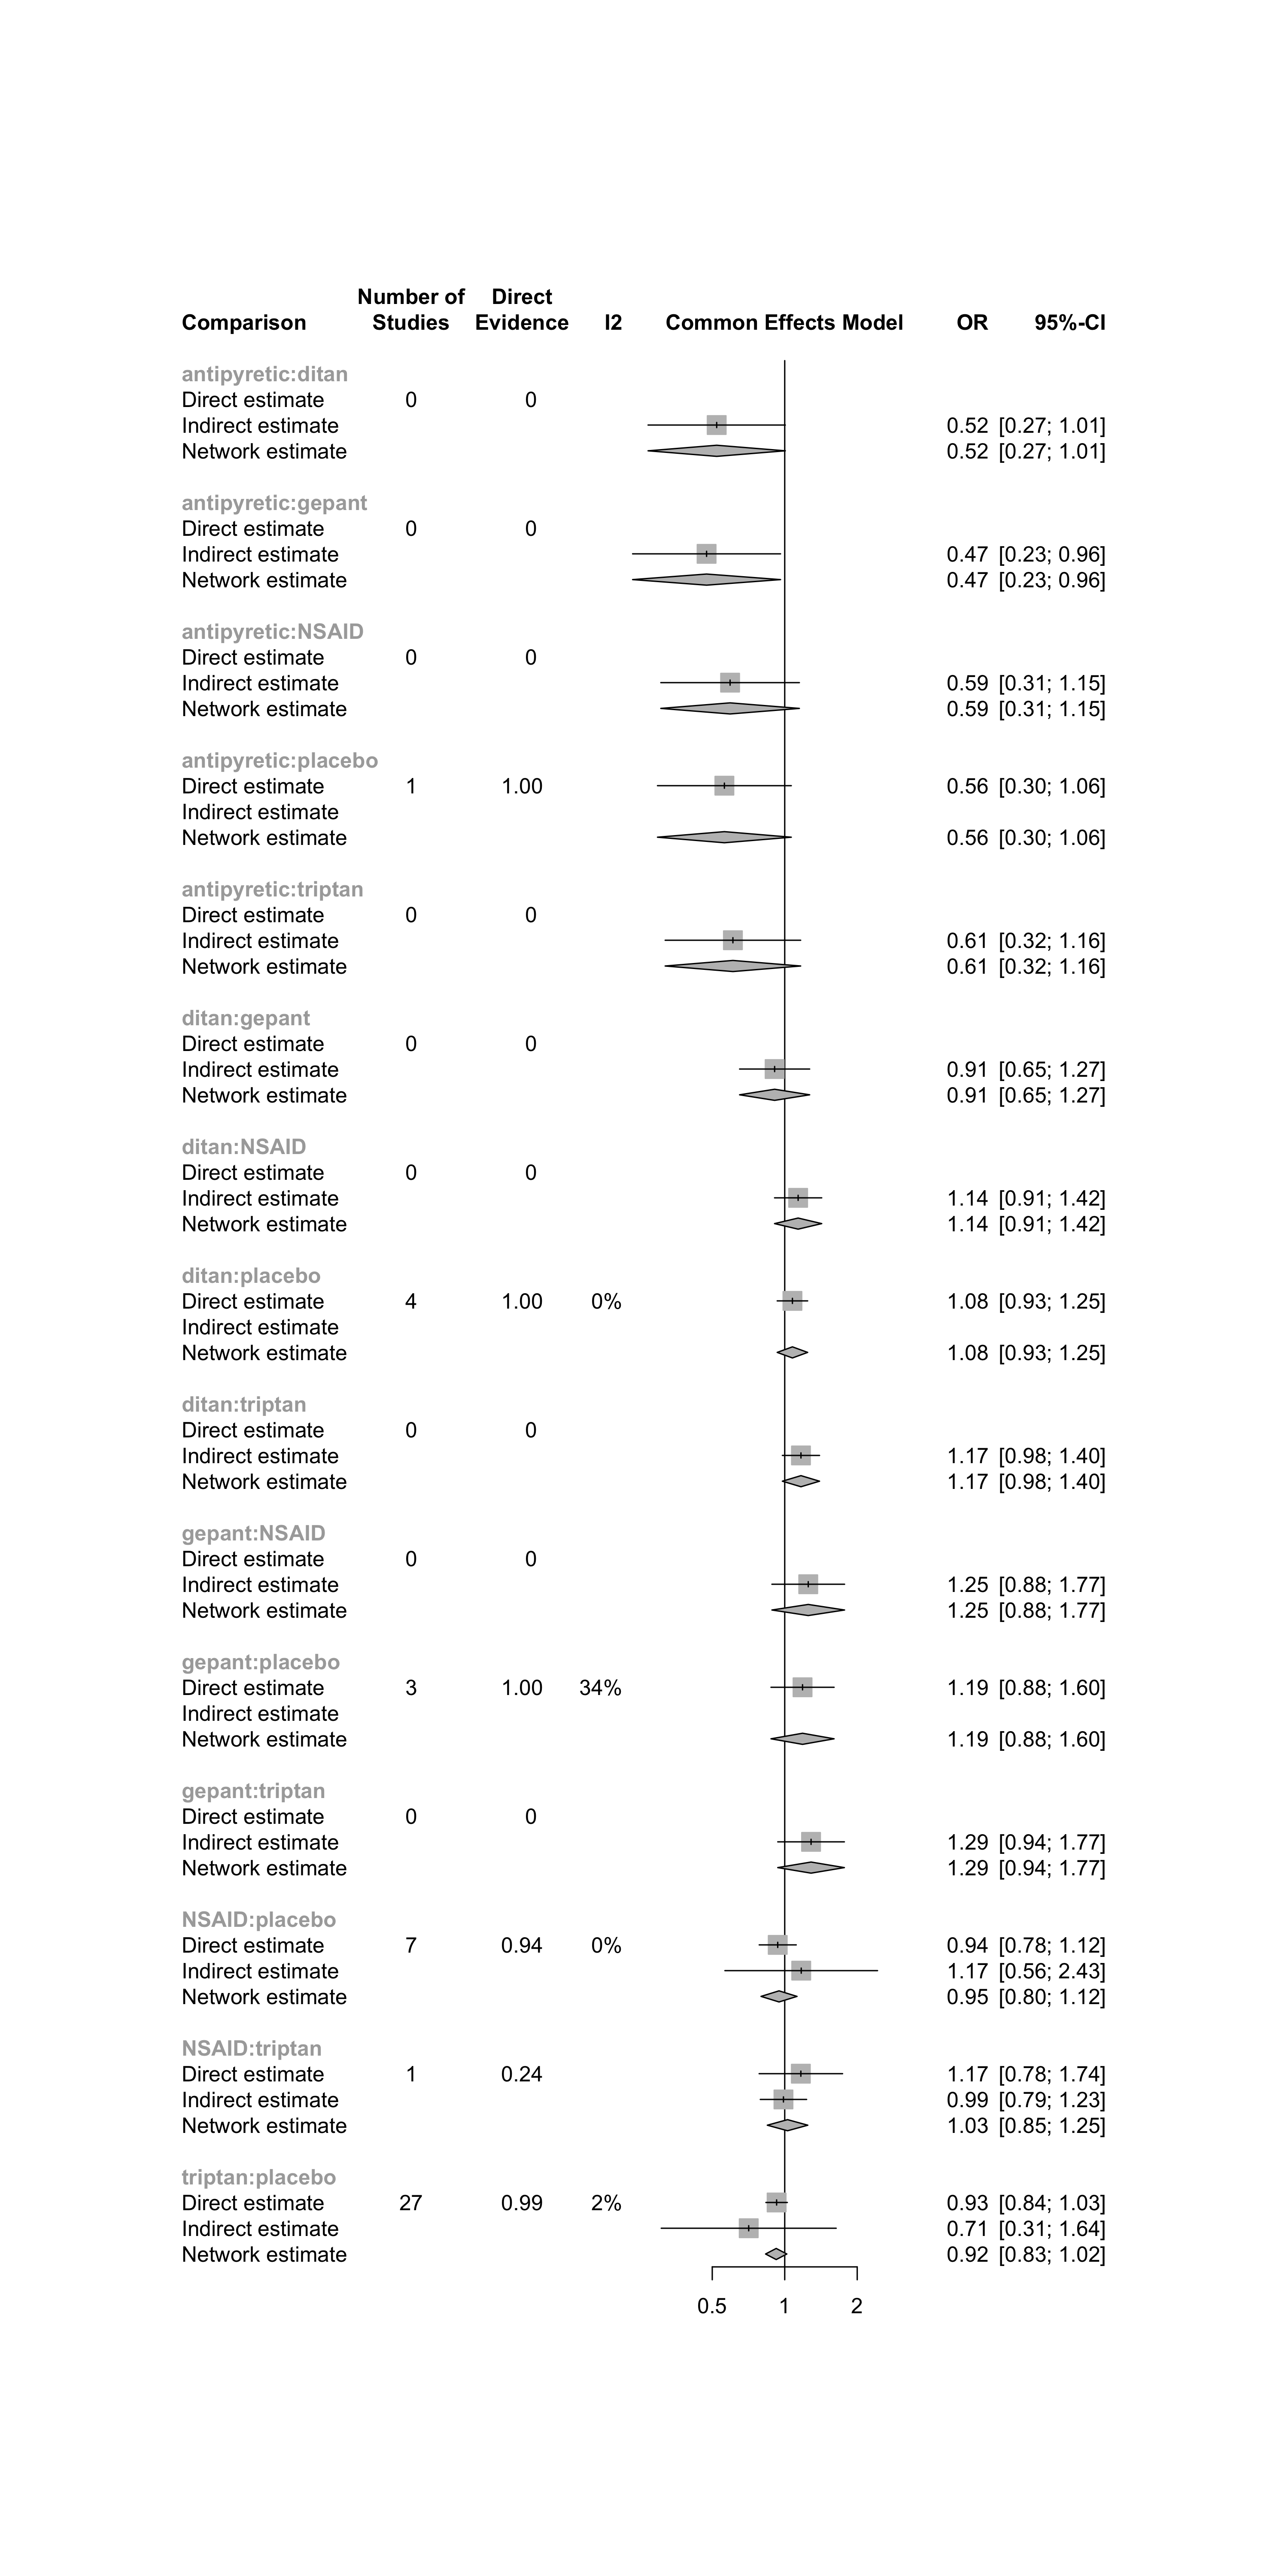 Number of Direct
Comparison Studies Evidence I2 Common Effects Model OR 95%-CI
antipyretic:ditan
Direct estimate 0 0
Indirect estimate 0.52 [0.27; 1.01]
Network estimate 0.52 [0.27; 1.01]
antipyretic:gepant
Direct estimate 0 0
Indirect estimate 0.47 [0.23; 0.96]
Network estimate 0.47 [0.23; 0.96]
antipyretic:NSAID
Direct estimate 0 0
Indirect estimate 0.59 [0.31; 1.15]
Network estimate 0.59 [0.31; 1.15]
antipyretic:placebo
Direct estimate 1 1.00 0.56 [0.30; 1.06]
Indirect estimate
Network estimate 0.56 [0.30; 1.06]
antipyretic:triptan
Direct estimate 0 0
Indirect estimate 0.61 [0.32; 1.16]
Network estimate 0.61 [0.32; 1.16]
ditan:gepant
Direct estimate 0 0
Indirect estimate 0.91 [0.65; 1.27]
Network estimate 0.91 [0.65; 1.27]
ditan:NSAID
Direct estimate 0 0
Indirect estimate 1.14 [0.91; 1.42]
Network estimate 1.14 [0.91; 1.42]
ditan:placebo
Direct estimate 4 1.00 0% 1.08 [0.93; 1.25]
Indirect estimate
Network estimate 1.08 [0.93; 1.25]
ditan:triptan
Direct estimate 0 0
Indirect estimate 1.17 [0.98; 1.40]
Network estimate 1.17 [0.98; 1.40]
gepant:NSAID
Direct estimate 0 0
Indirect estimate 1.25 [0.88; 1.77]
Network estimate 1.25 [0.88; 1.77]
gepant:placebo
Direct estimate 3 1.00 34% 1.19 [0.88; 1.60]
Indirect estimate
Network estimate 1.19 [0.88; 1.60]
gepant:triptan
Direct estimate 0 0
Indirect estimate 1.29 [0.94; 1.77]
Network estimate 1.29 [0.94; 1.77]
NSAID:placebo
Direct estimate 7 0.94 0% 0.94 [0.78; 1.12]
Indirect estimate 1.17 [0.56; 2.43]
Network estimate 0.95 [0.80; 1.12]
NSAID:triptan
Direct estimate 1 0.24 1.17 [0.78; 1.74]
Indirect estimate 0.99 [0.79; 1.23]
Network estimate 1.03 [0.85; 1.25]
triptan:placebo
Direct estimate 27 0.99 2% 0.93 [0.84; 1.03]
Indirect estimate 0.71 [0.31; 1.64]
Network estimate 0.92 [0.83; 1.02]
0.5 1 2